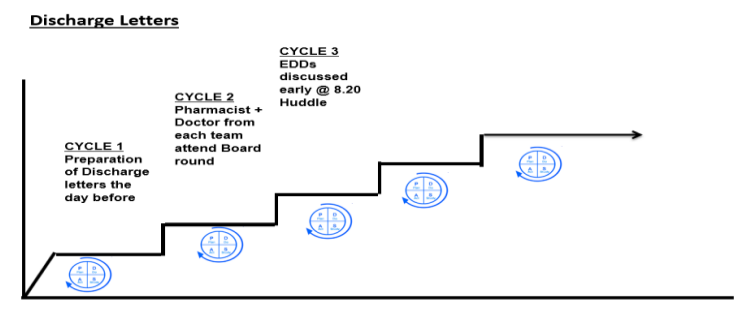 Discharge Letters
CYCLE 3
EDDs
discussed
early @ 8.20
Huddle
CYCLE 2
Pharmacist +
Doctor from
each team
attend Board
round
CYCLE 1
Preparation
of Discharge
letters the
day before
P D
A S
P D
A S
P D
A S
P D
A S
P D
A S